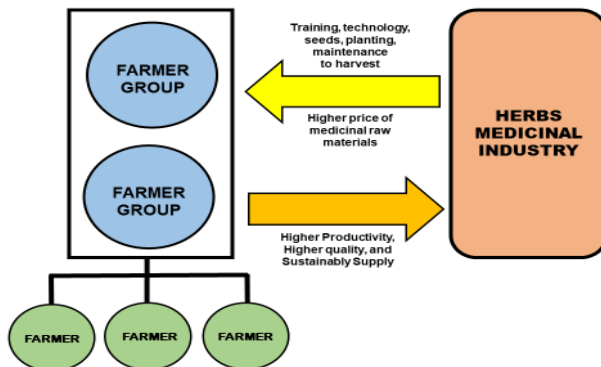 Training, technology,
seeds, planting,
maintenance
to harvest
FARMER
GROUP
Higher price of
medicinal raw
materials
HERBS
MEDICINAL
INDUSTRY
FARMER
GROUP
Higher Productivity,
Higher quality, and
Sustainably Supply
FARMER
FARMER
FARMER